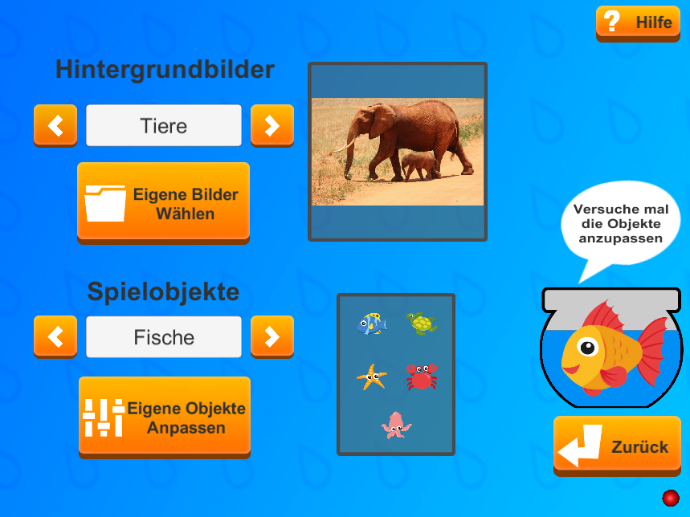 Hilfe
Hintergrundbilder
Tiere
Eigene Bilder
Wählen
Versuche mal
die Objekte
anzupassen
Spielobjekte
Fische
Eigene Objekte
Anpassen
Zurück